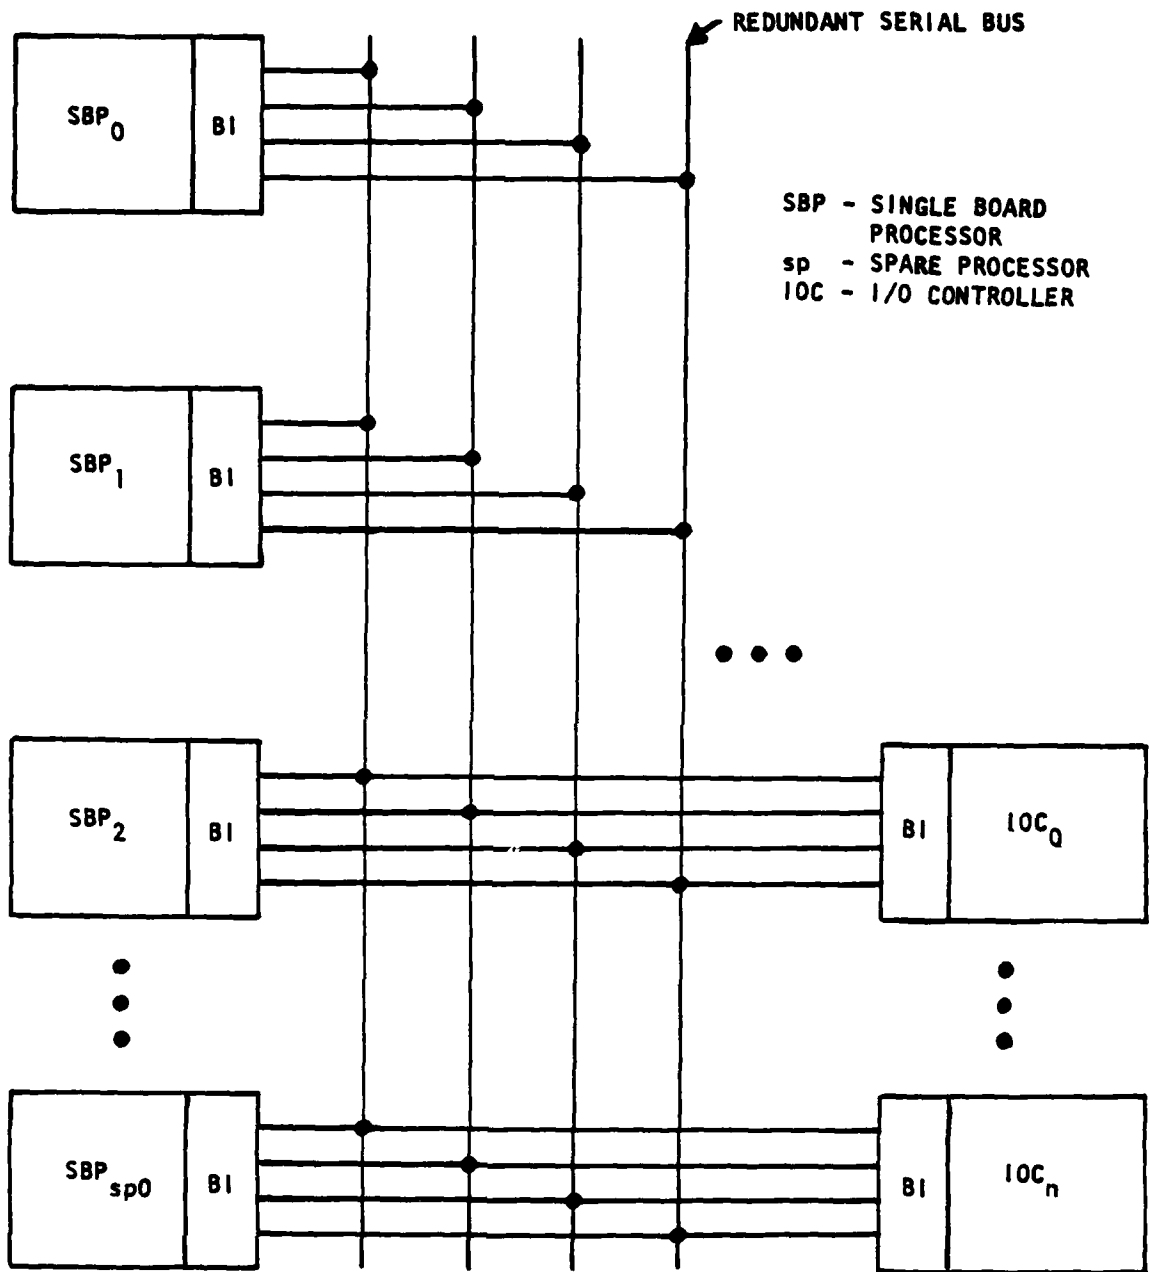 REDUNDANT SERIAL BUS
SBP0 BI
SBP - SINGLE BOARD
PROCESSOR
sp - SPARE PROCESSOR
IOC - I/O CONTROLLER
SBP1 BI
SBP2 BI
BI IOC0
SBPsp0 BI
BI IOCn